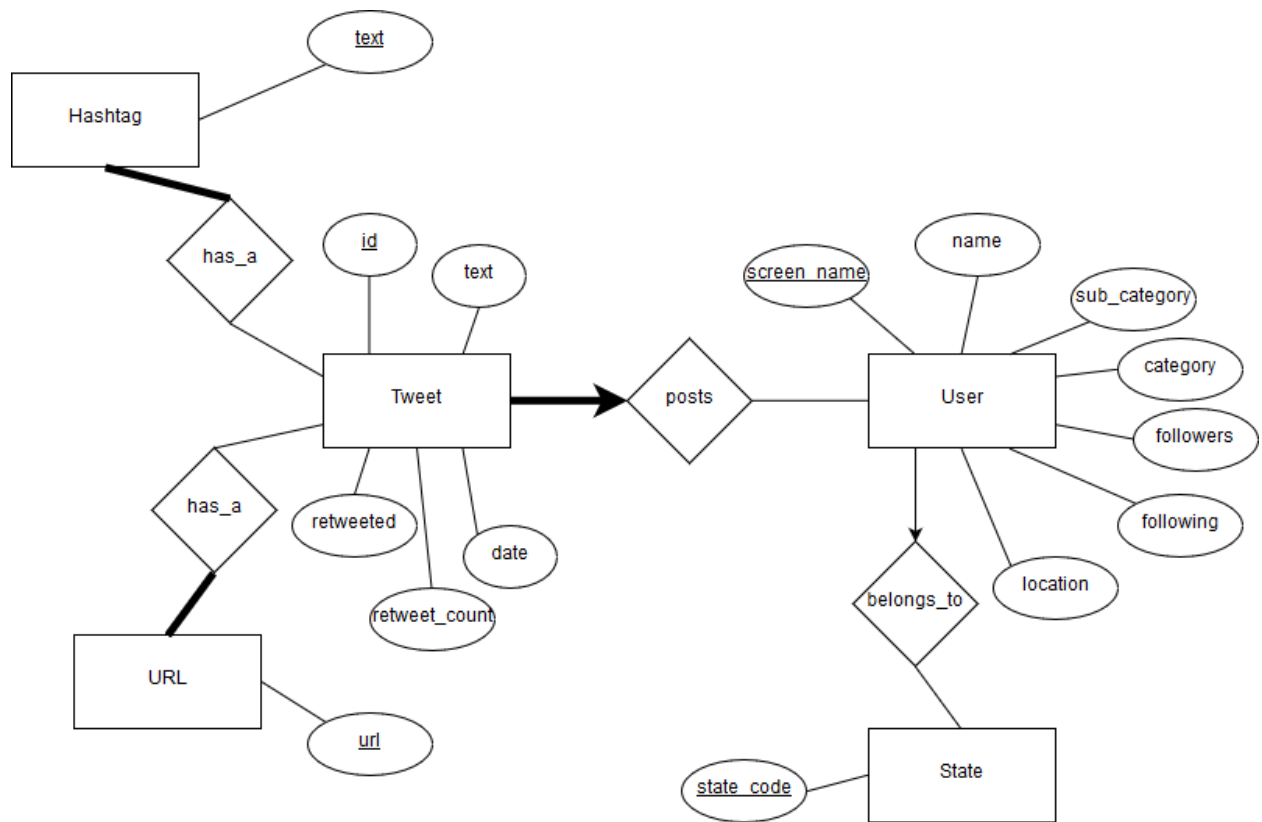 text
Hashtag
has_a
id
text
screen_name
name
sub_category
category
Tweet
posts
User
followers
following
has_a
retweeted
date
retweet_count
location
belongs_to
URL
url
State
state_code